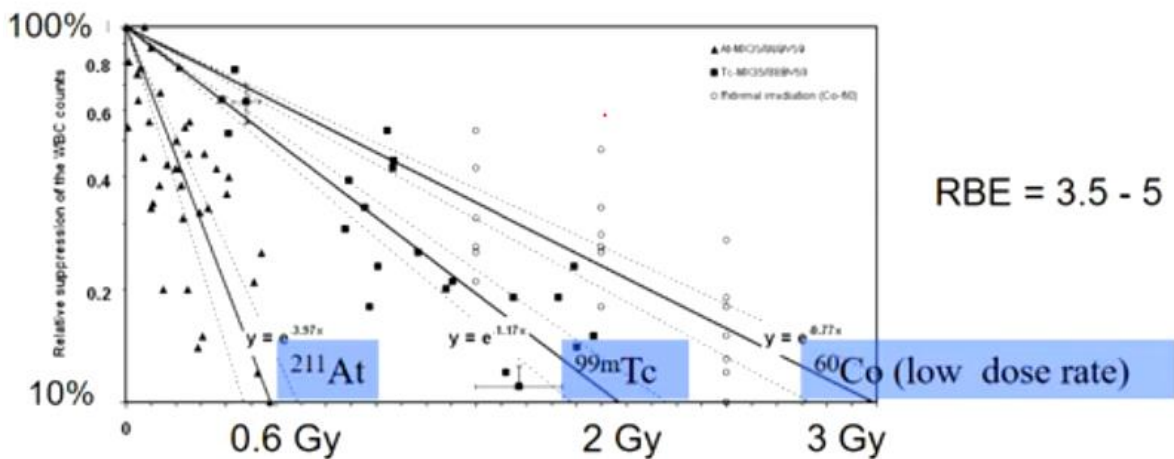 100%
0.8
0.6
0.4
0.2
10%
Relative suppression of the WBC counts
External irradiation (Co-60)
RBE = 3.5 - 5
y = e^-3.97x
y = e^-1.17x
y = e^-0.77x
211At
99mTc
60Co (low dose rate)
0
0.6 Gy
2 Gy
3 Gy